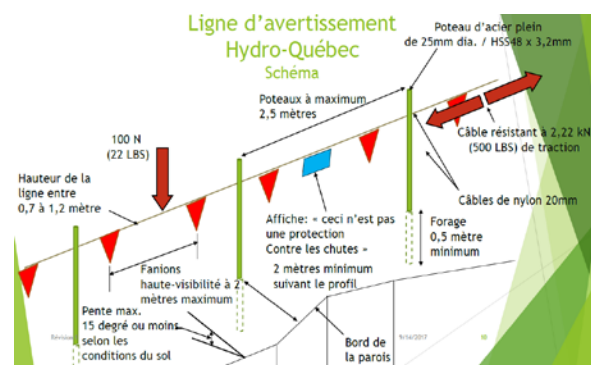 Ligne d'avertissement
Hydro-Québec
Schéma
Poteau d'acier plein
de 25mm dia. / HSS48 x 3,2mm
Poteaux à maximum
2,5 mètres
100 N
(22 LBS)
Câble résistant à 2,22 kN
(500 LBS) de traction
Hauteur de la
ligne entre
0,7 à 1,2 mètre
Câbles de nylon 20mm
Affiche: « ceci n'est pas
une protection
Contre les chutes »
Forage
0,5 mètre
minimum
Fanions
haute-visibilité à 2
mètres maximum
2 mètres minimum
suivant le profil
Pente max.
15 degré ou moins
selon les
conditions du sol
Bord de
la parois
9/14/2017
10